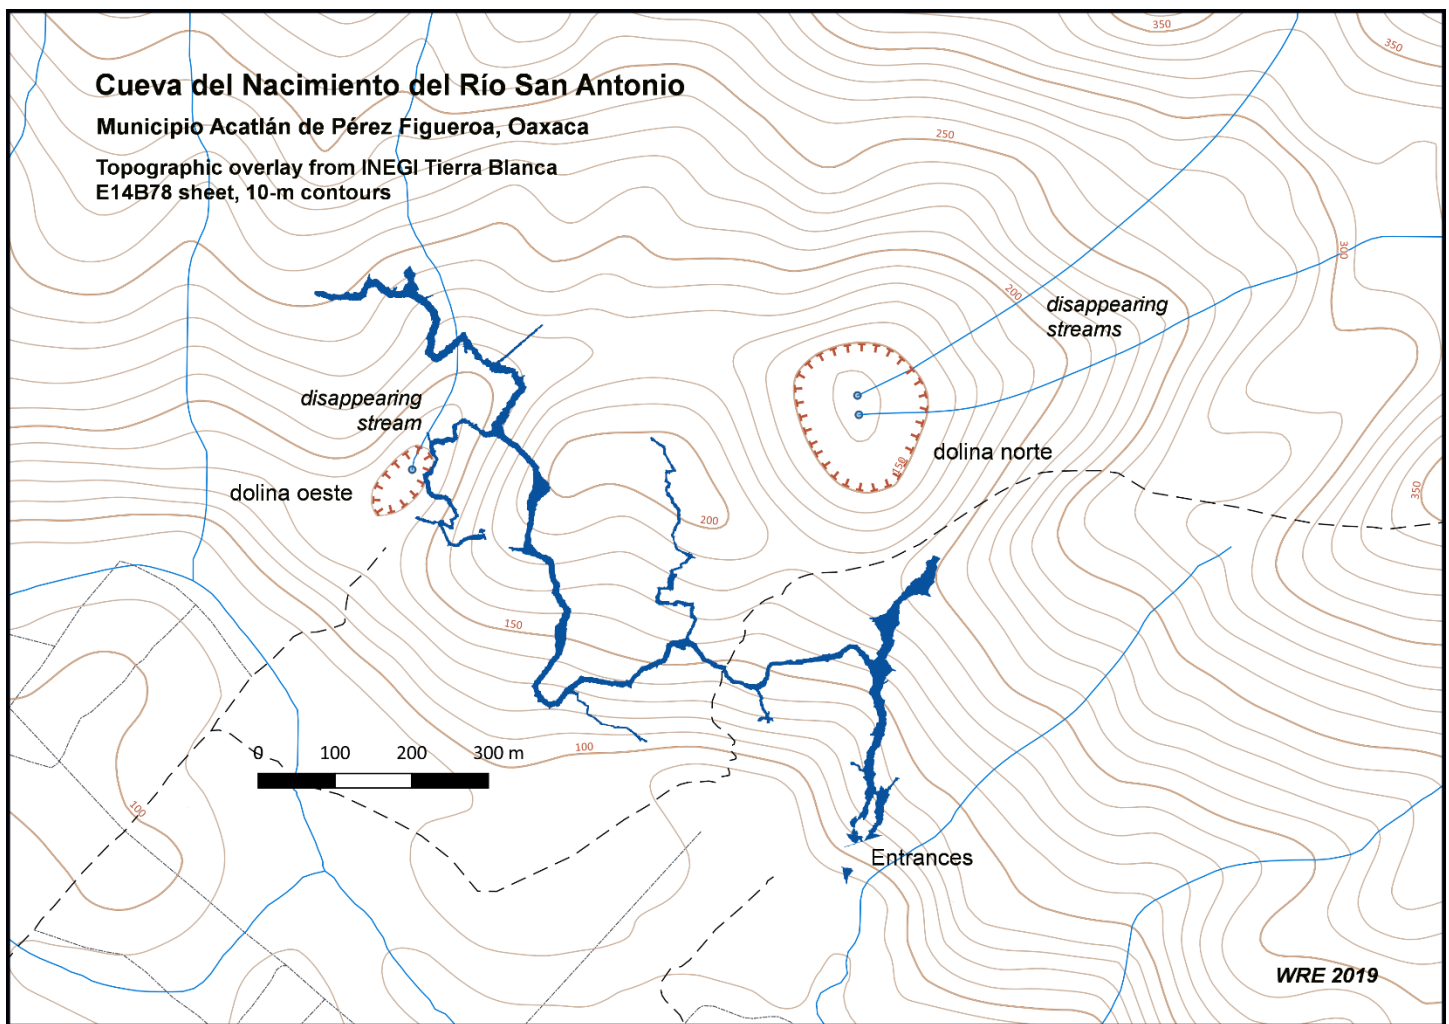 350
350
Cueva del Nacimiento del Río San Antonio
Municipio Acatlán de Pérez Figueroa, Oaxaca
Topographic overlay from INEGI Tierra Blanca
E14B78 sheet, 10-m contours
250
300
200
disappearing
streams
disappearing
stream
dolina norte
150
dolina oeste
350
200
150
100
0 100 200 300 m
100
Entrances
WRE 2019